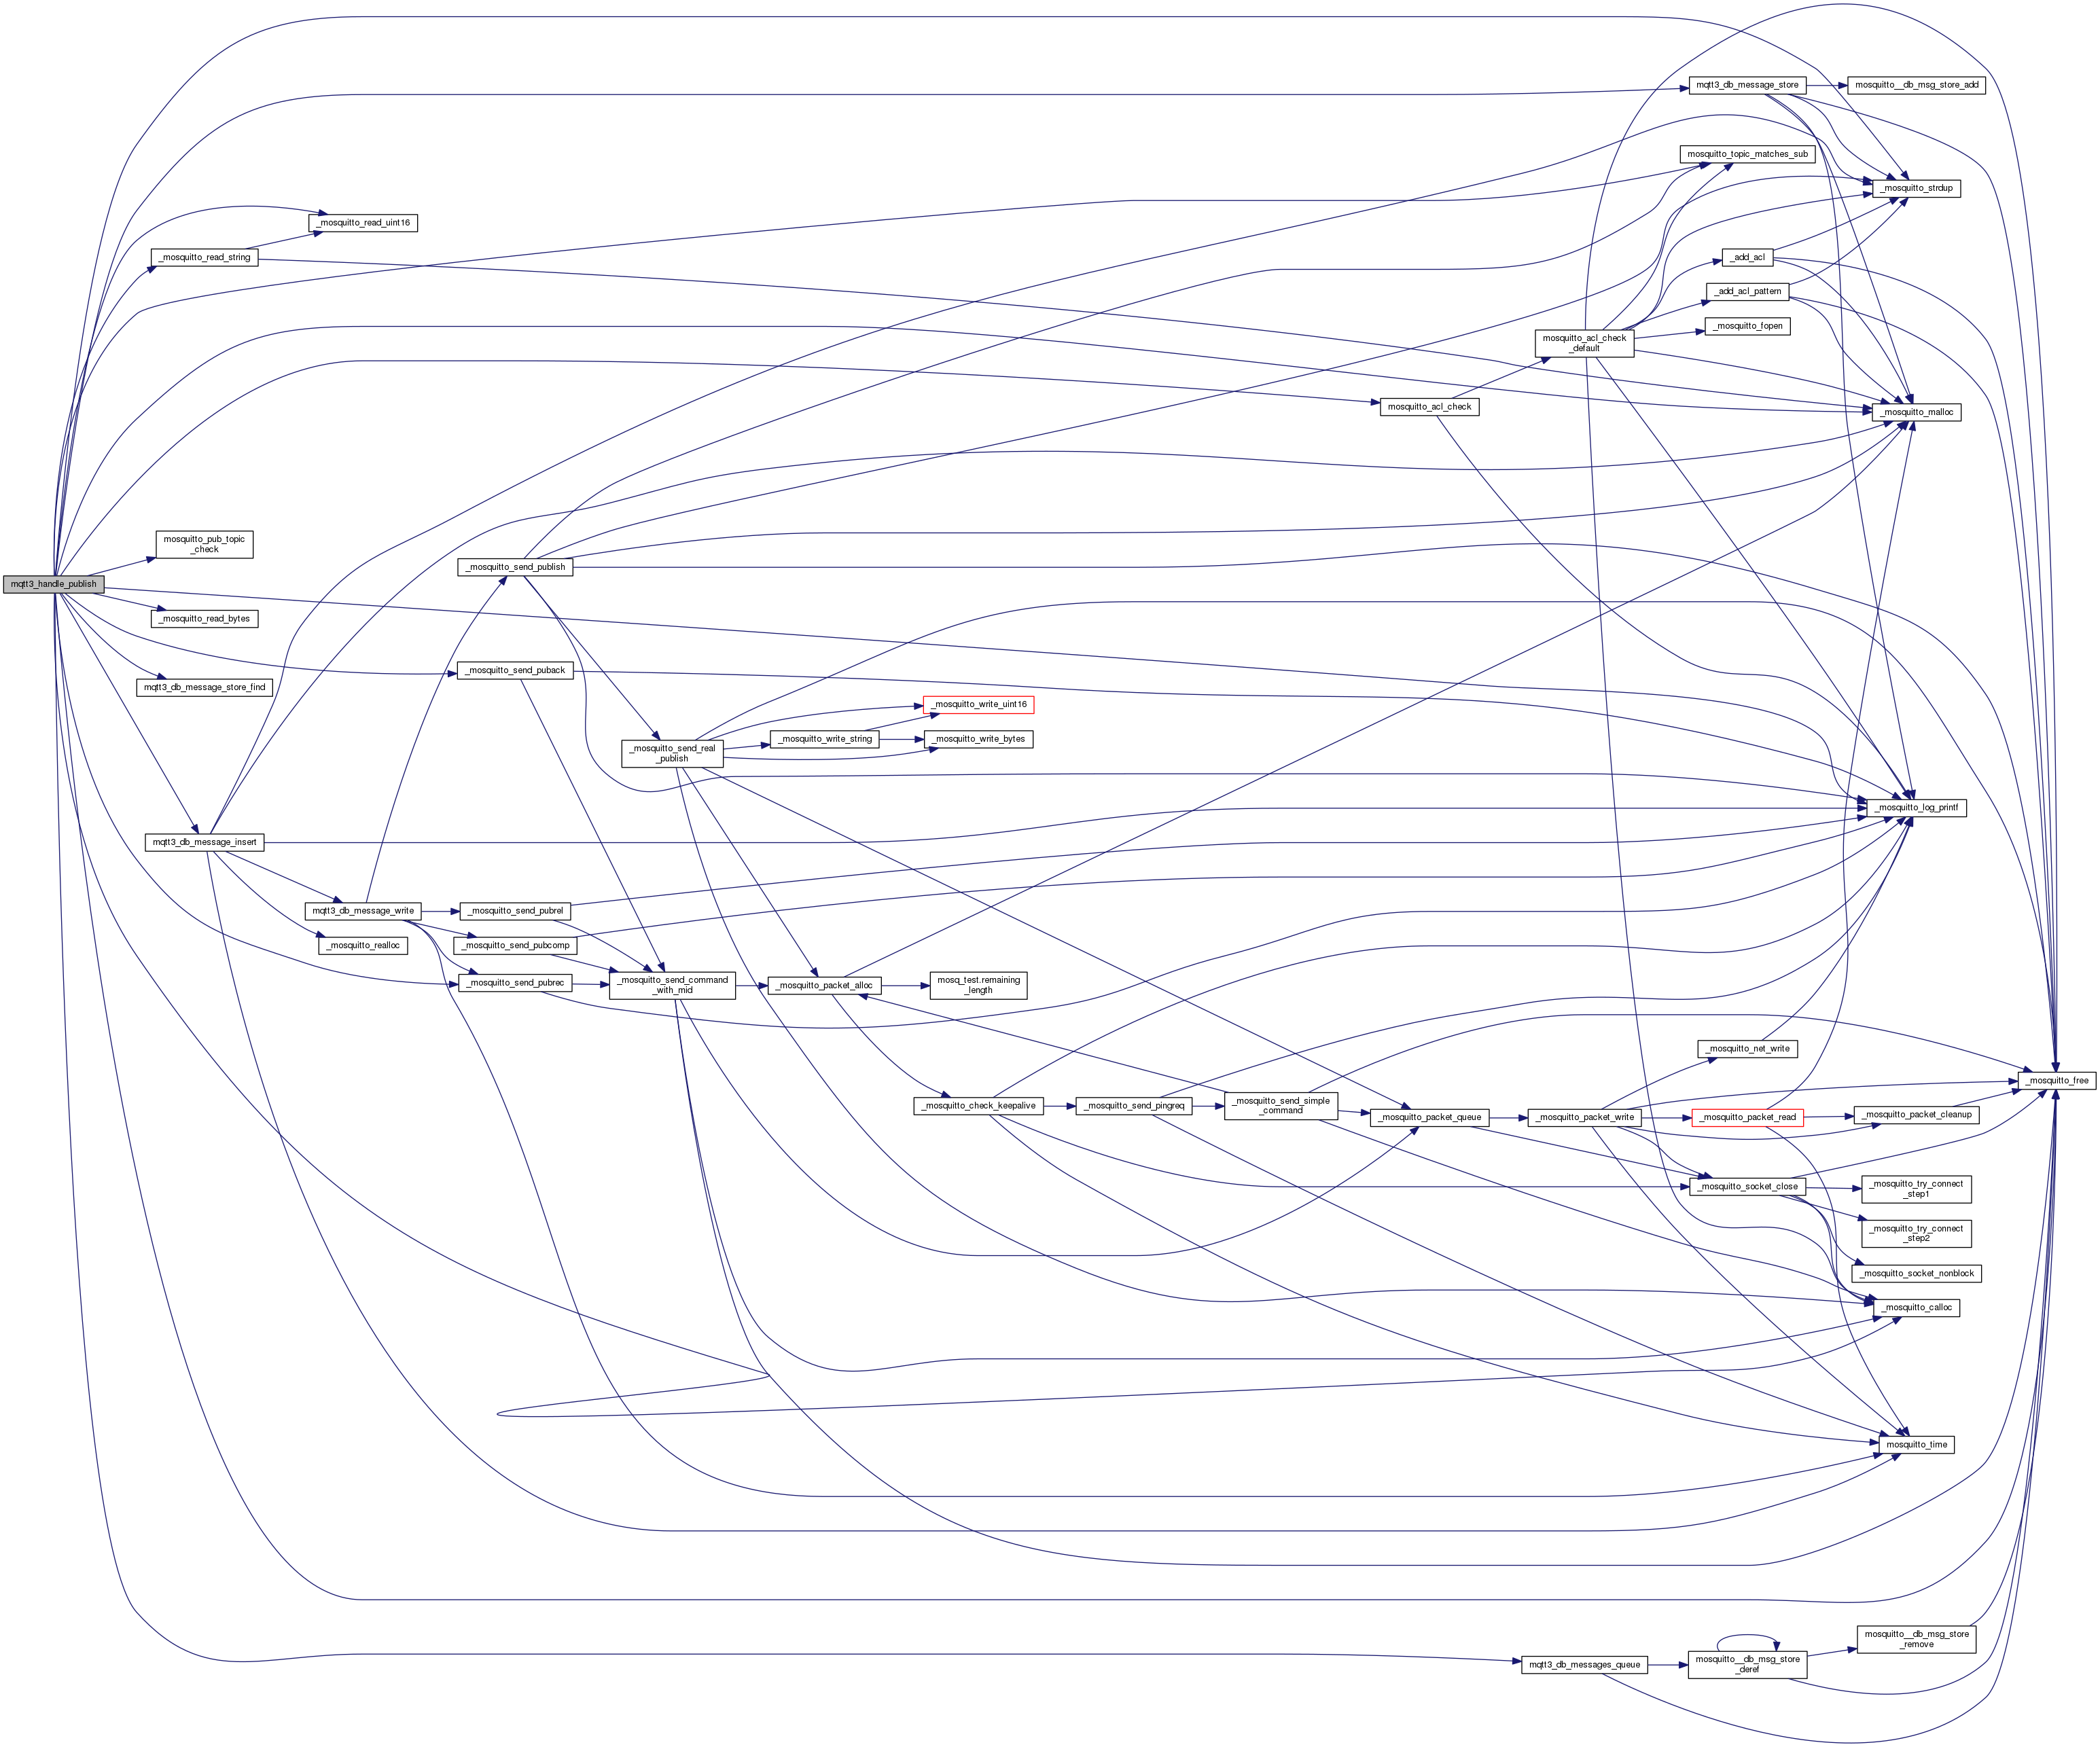 mqtt3_db_message_store
mosquitto__db_msg_store_add
mosquitto_topic_matches_sub
_mosquitto_strdup
_mosquitto_read_uint16
_mosquitto_read_string
_add_acl
_add_acl_pattern
_mosquitto_fopen
mosquitto_acl_check
_default
mosquitto_acl_check
_mosquitto_malloc
mosquitto_pub_topic
_check
_mosquitto_send_publish
mqtt3_handle_publish
_mosquitto_read_bytes
_mosquitto_send_puback
mqtt3_db_message_store_find
_mosquitto_write_uint16
_mosquitto_write_string
_mosquitto_write_bytes
_mosquitto_send_real
_publish
_mosquitto_log_printf
mqtt3_db_message_insert
mqtt3_db_message_write
_mosquitto_send_pubrel
_mosquitto_realloc
_mosquitto_send_pubcomp
_mosquitto_send_pubrec
_mosquitto_send_command
_with_mid
_mosquitto_packet_alloc
mosq_test.remaining
_length
_mosquitto_net_write
_mosquitto_free
_mosquitto_check_keepalive
_mosquitto_send_pingreq
_mosquitto_send_simple
_command
_mosquitto_packet_queue
_mosquitto_packet_write
_mosquitto_packet_read
_mosquitto_packet_cleanup
_mosquitto_socket_close
_mosquitto_try_connect
_step1
_mosquitto_try_connect
_step2
_mosquitto_socket_nonblock
_mosquitto_calloc
mosquitto_time
mosquitto__db_msg_store
_remove
mqtt3_db_messages_queue
mosquitto__db_msg_store
_deref